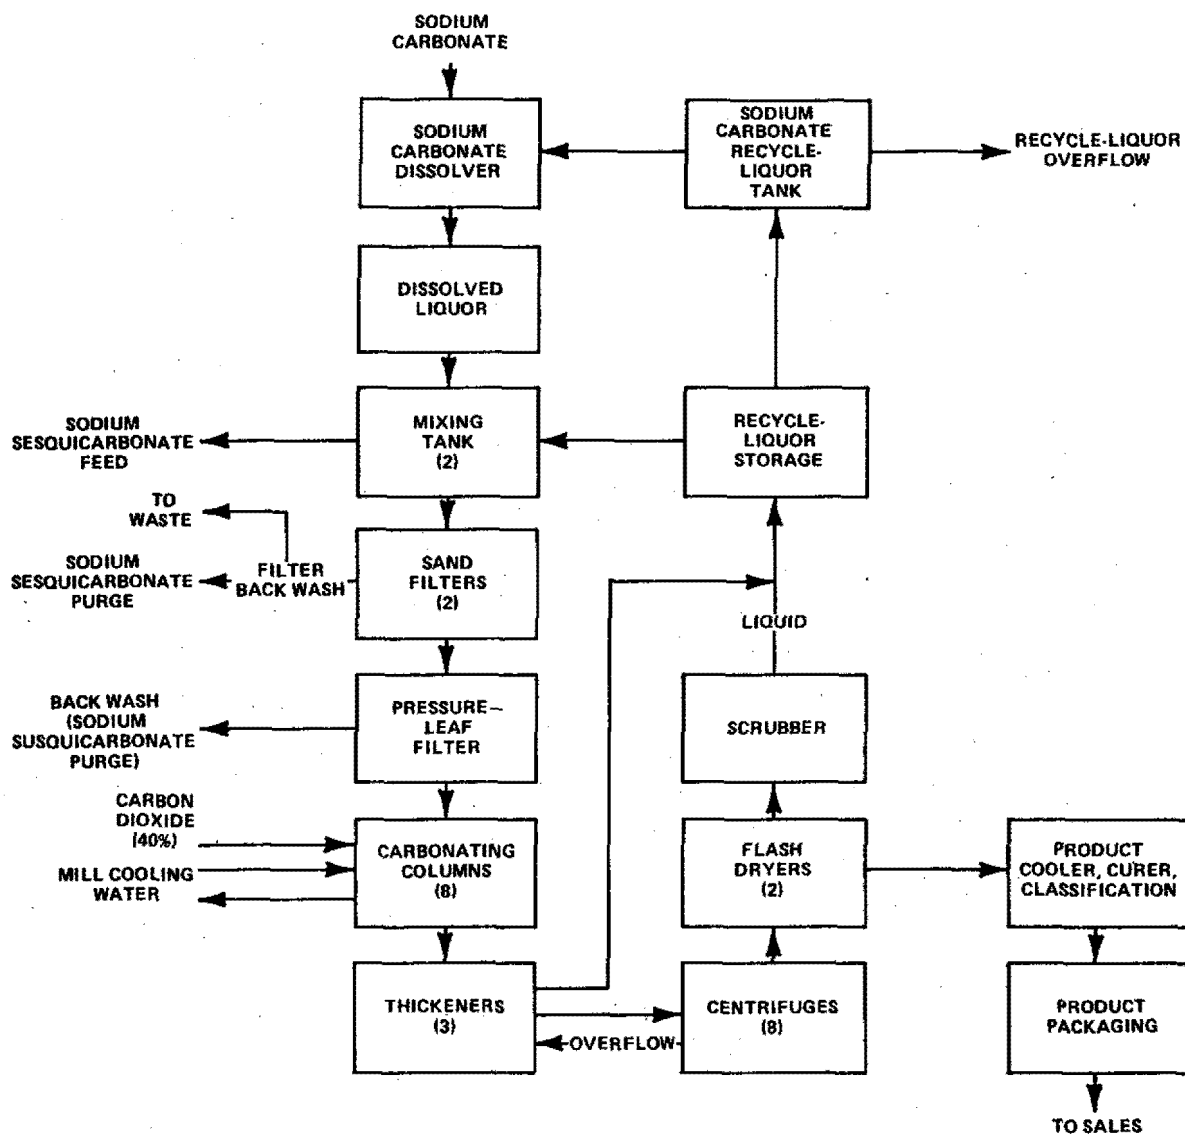 SODIUM
CARBONATE
SODIUM
CARBONATE
DISSOLVER
SODIUM
CARBONATE
RECYCLE-
LIQUOR
TANK
RECYCLE-LIQUOR
OVERFLOW
DISSOLVED
LIQUOR
SODIUM
SESQUICARBONATE
FEED
MIXING
TANK
(2)
RECYCLE-
LIQUOR
STORAGE
TO
WASTE
SODIUM
SESQUICARBONATE
PURGE
FILTER
BACK WASH
SAND
FILTERS
(2)
LIQUID
BACK WASH
(SODIUM
SUSQUICARBONATE
PURGE)
PRESSURE—
LEAF
FILTER
SCRUBBER
CARBON
DIOXIDE
(40%)
MILL COOLING
WATER
CARBONATING
COLUMNS
(8)
FLASH
DRYERS
(2)
PRODUCT
COOLER, CURER,
CLASSIFICATION
THICKENERS
(3)
OVERFLOW
CENTRIFUGES
(8)
PRODUCT
PACKAGING
TO SALES